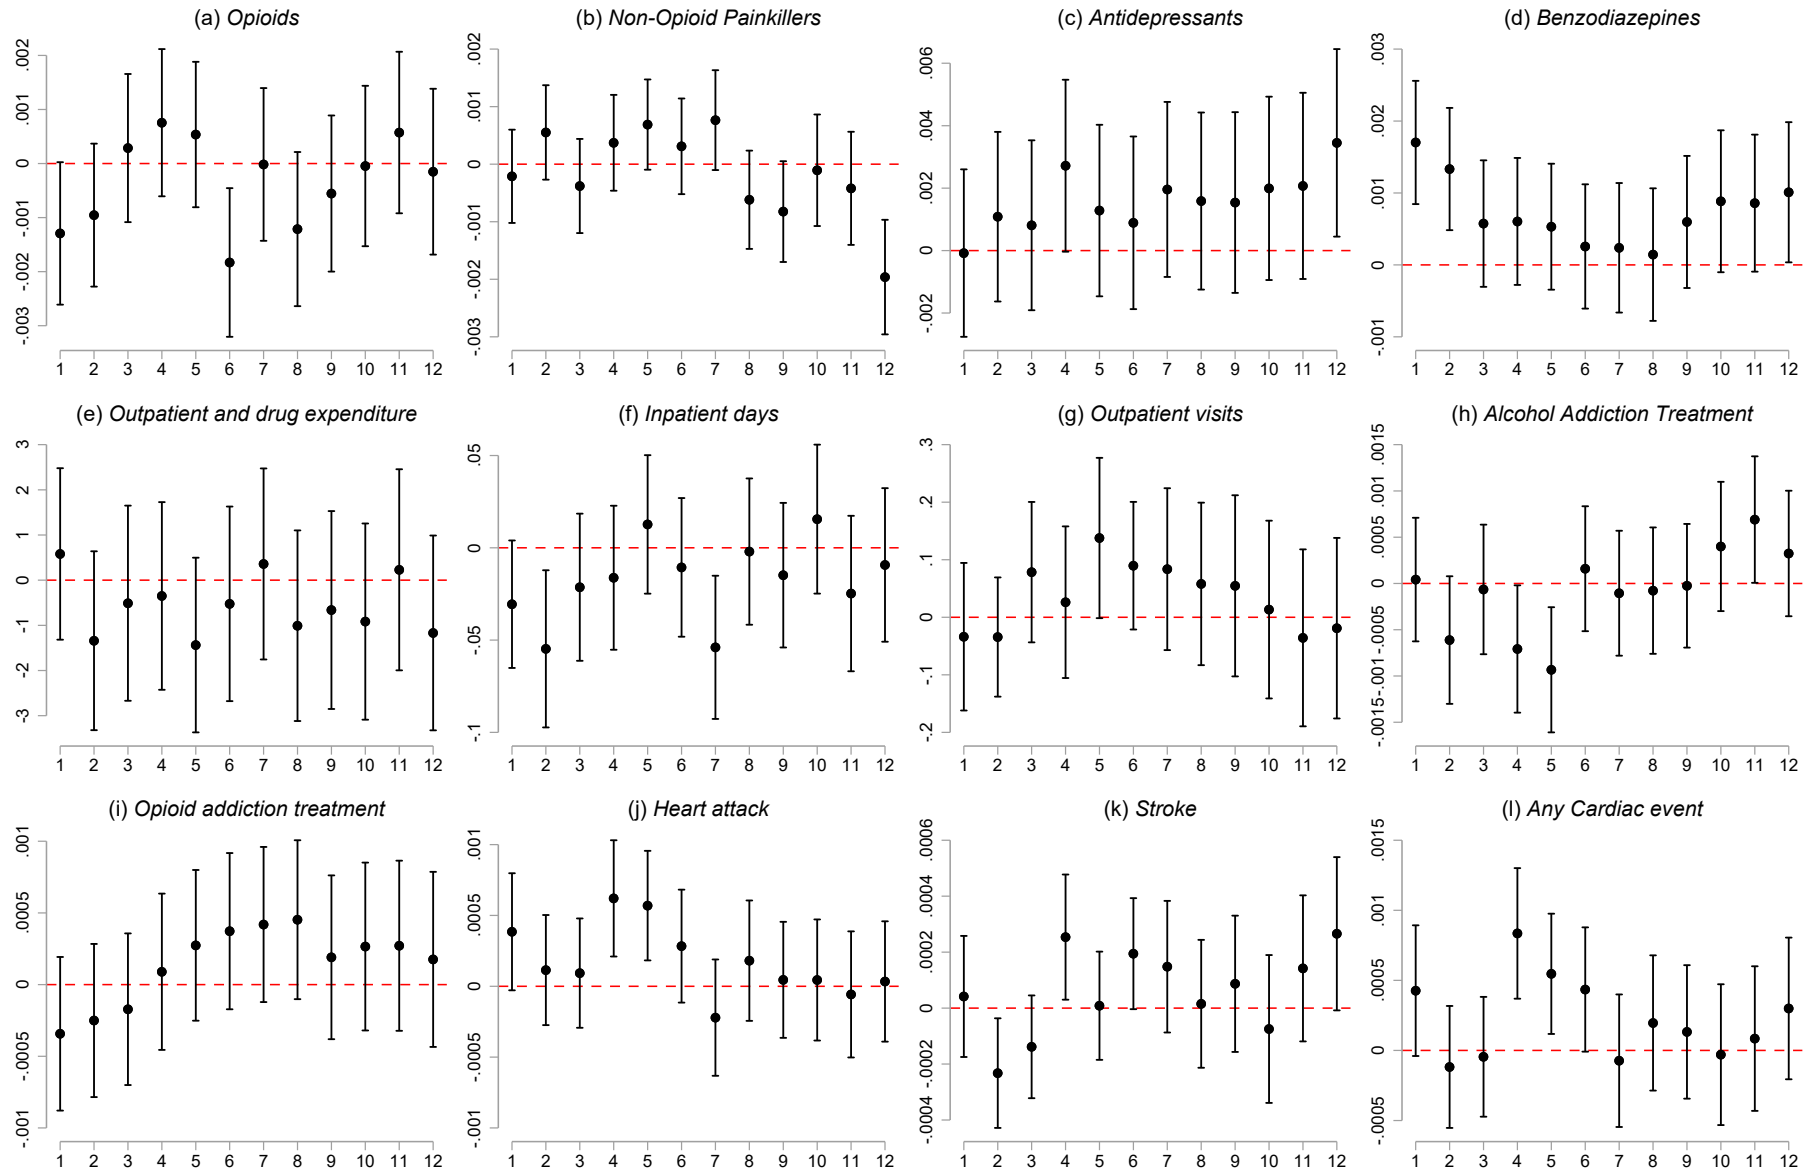 (a) Opioids
.002
.001
0
-.001
-.002
-.003
1 2 3 4 5 6 7 8 9 10 11 12
(b) Non-Opioid Painkillers
.002
.001
0
-.001
-.002
-.003
1 2 3 4 5 6 7 8 9 10 11 12
(c) Antidepressants
.006
.004
.002
0
-.002
1 2 3 4 5 6 7 8 9 10 11 12
(d) Benzodiazepines
.003
.002
.001
0
-.001
1 2 3 4 5 6 7 8 9 10 11 12
(e) Outpatient and drug expenditure
3
2
1
0
-1
-2
-3
1 2 3 4 5 6 7 8 9 10 11 12
(f) Inpatient days
.05
0
-.05
-.1
1 2 3 4 5 6 7 8 9 10 11 12
(g) Outpatient visits
.3
.2
.1
0
-.1
-.2
1 2 3 4 5 6 7 8 9 10 11 12
(h) Alcohol Addiction Treatment
.0015
.001
.0005
0
-.0005
-.001
-.0015
1 2 3 4 5 6 7 8 9 10 11 12
(i) Opioid addiction treatment
.001
.0005
0
-.0005
-.001
1 2 3 4 5 6 7 8 9 10 11 12
(j) Heart attack
.001
.0005
0
-.0005
-.001
1 2 3 4 5 6 7 8 9 10 11 12
(k) Stroke
.0006
.0004
.0002
0
-.0002
-.0004
1 2 3 4 5 6 7 8 9 10 11 12
(l) Any Cardiac event
.0015
.001
.0005
0
-.0005
1 2 3 4 5 6 7 8 9 10 11 12